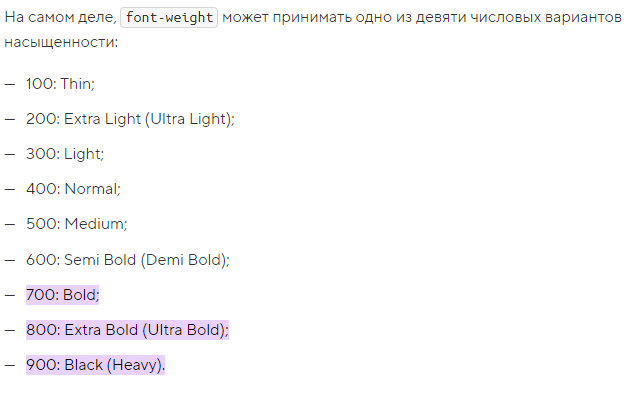 На самом деле, font-weight может принимать одно из девяти числовых вариантов
насыщенности:
— 100: Thin;
— 200: Extra Light (Ultra Light);
— 300: Light;
— 400: Normal;
— 500: Medium;
— 600: Semi Bold (Demi Bold);
— 700: Bold;
— 800: Extra Bold (Ultra Bold);
— 900: Black (Heavy).